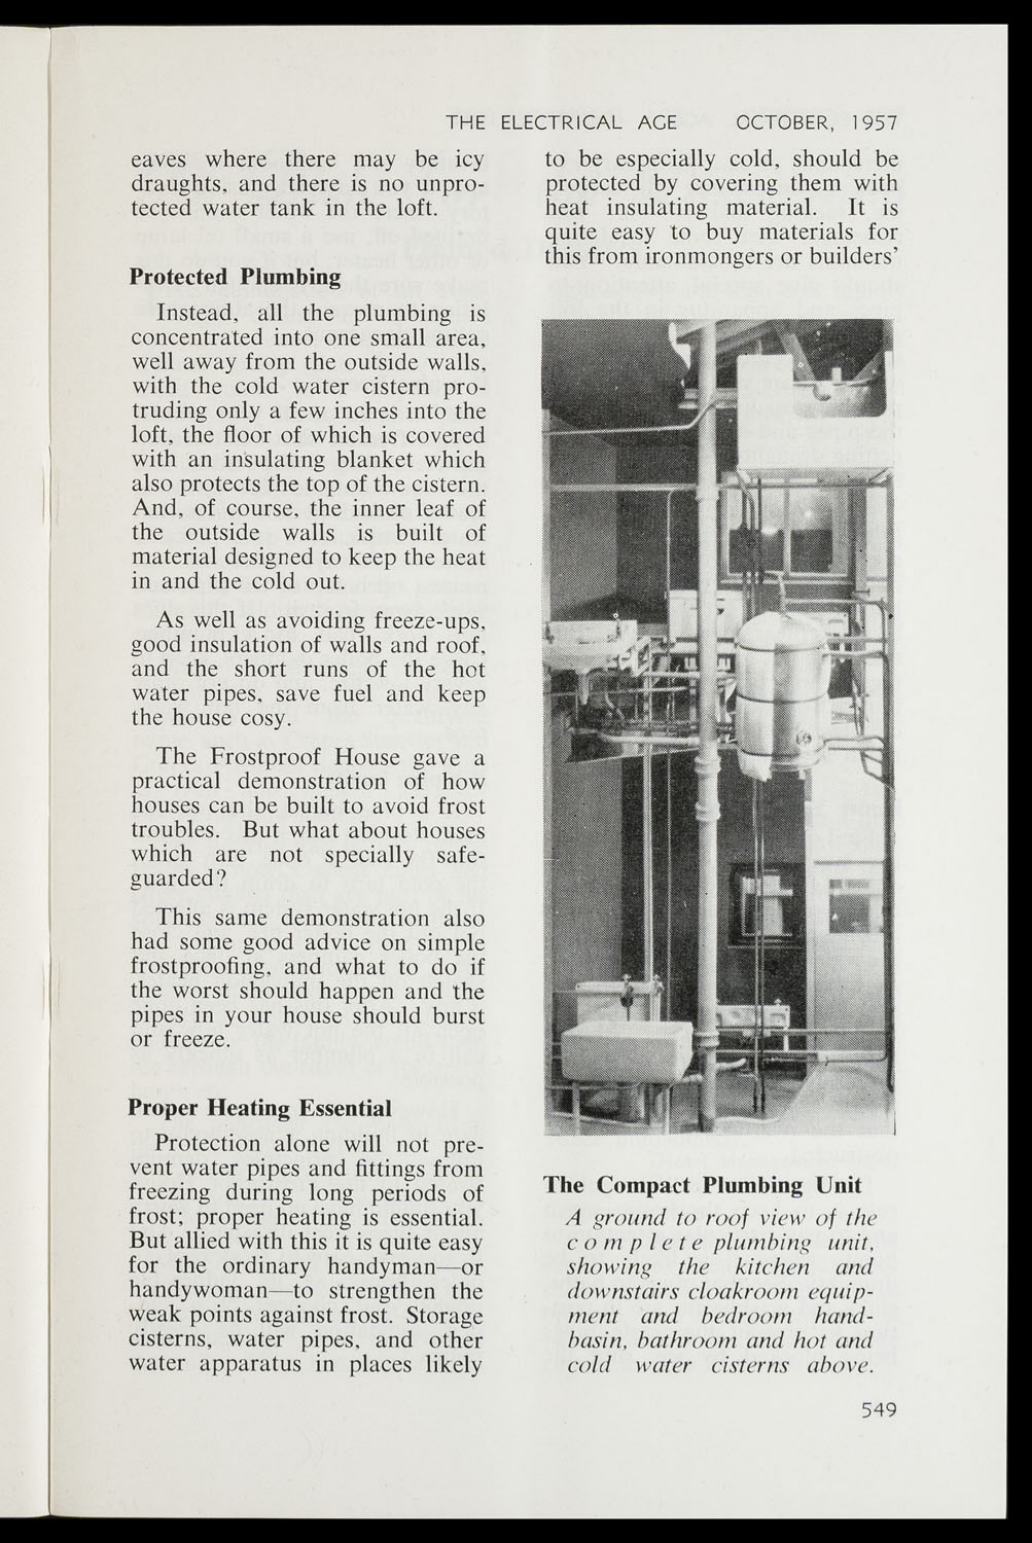 THE ELECTRICAL AGE OCTOBER, 1957
eaves where there may be icy
draughts, and there is no unpro-
tected water tank in the loft.
Protected Plumbing
Instead, all the plumbing is
concentrated into one small area,
well away from the outside walls,
with the cold water cistern pro-
truding only a few inches into the
loft, the floor of which is covered
with an insulating blanket which
also protects the top of the cistern.
And, of course, the inner leaf of
the outside walls is built of
material designed to keep the heat
in and the cold out.
As well as avoiding freeze-ups,
good insulation of walls and roof,
and the short runs of the hot
water pipes, save fuel and keep
the house cosy.
The Frostproof House gave a
practical demonstration of how
houses can be built to avoid frost
troubles. But what about houses
which are not specially safe-
guarded?
This same demonstration also
had some good advice on simple
frostproofing, and what to do if
the worst should happen and the
pipes in your house should burst
or freeze.
Proper Heating Essential
Protection alone will not pre-
vent water pipes and fittings from
freezing during long periods of
frost; proper heating is essential.
But allied with this it is quite easy
for the ordinary handyman—or
handywoman—to strengthen the
weak points against frost. Storage
cisterns, water pipes, and other
water apparatus in places likely
to be especially cold, should be
protected by covering them with
heat insulating material. It is
quite easy to buy materials for
this from ironmongers or builders'
The Compact Plumbing Unit
A ground to roof view of the
complete plumbing unit,
showing the kitchen and
downstairs cloakroom equip-
ment and bedroom hand-
basin, bathroom and hot and
cold water cisterns above.
549